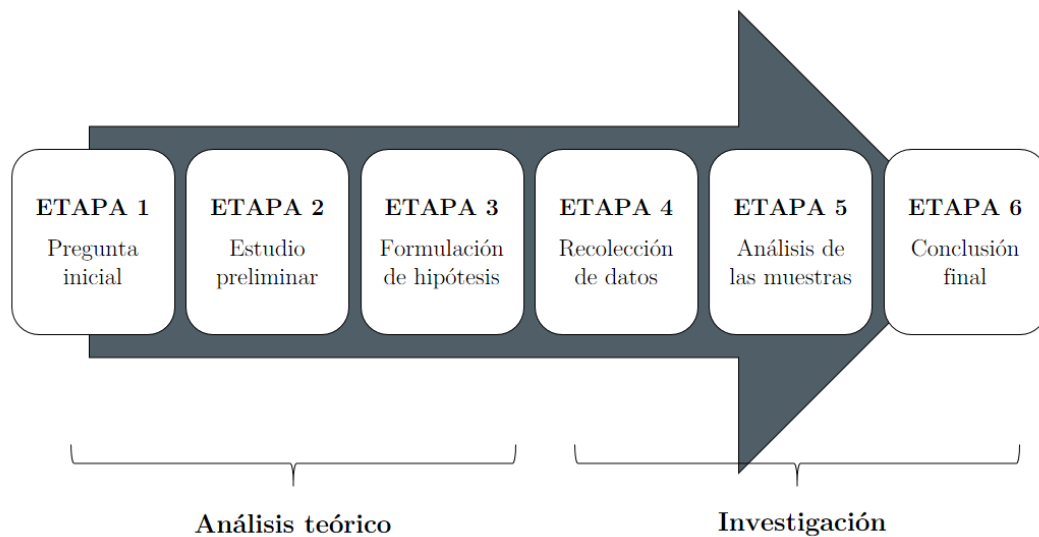 ETAPA 1
Pregunta
inicial
ETAPA 2
Estudio
preliminar
ETAPA 3
Formulación
de hipótesis
ETAPA 4
Recolección
de datos
ETAPA 5
Análisis de
las muestras
ETAPA 6
Conclusión
final
Análisis teórico
Investigación